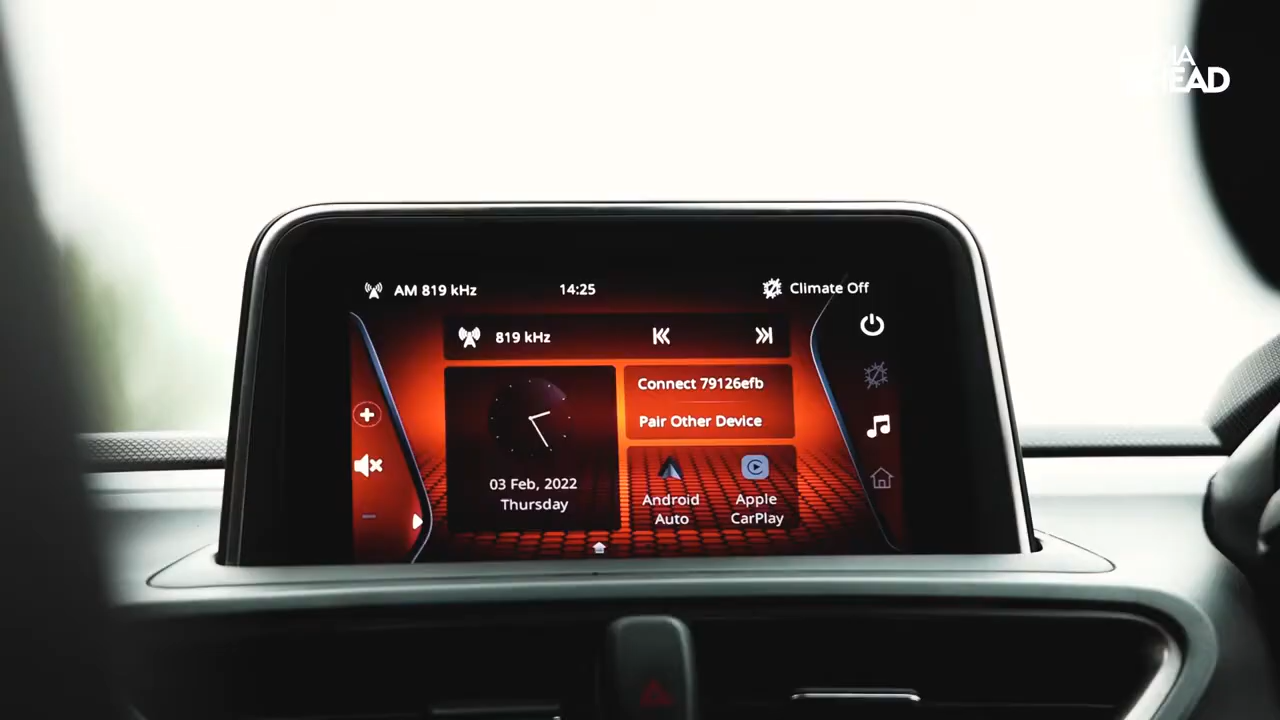 AM 819 kHz
14:25
Climate Off
819 kHz
Connect 79126efb
Pair Other Device
03 Feb, 2022
Thursday
Android
Auto
Apple
CarPlay